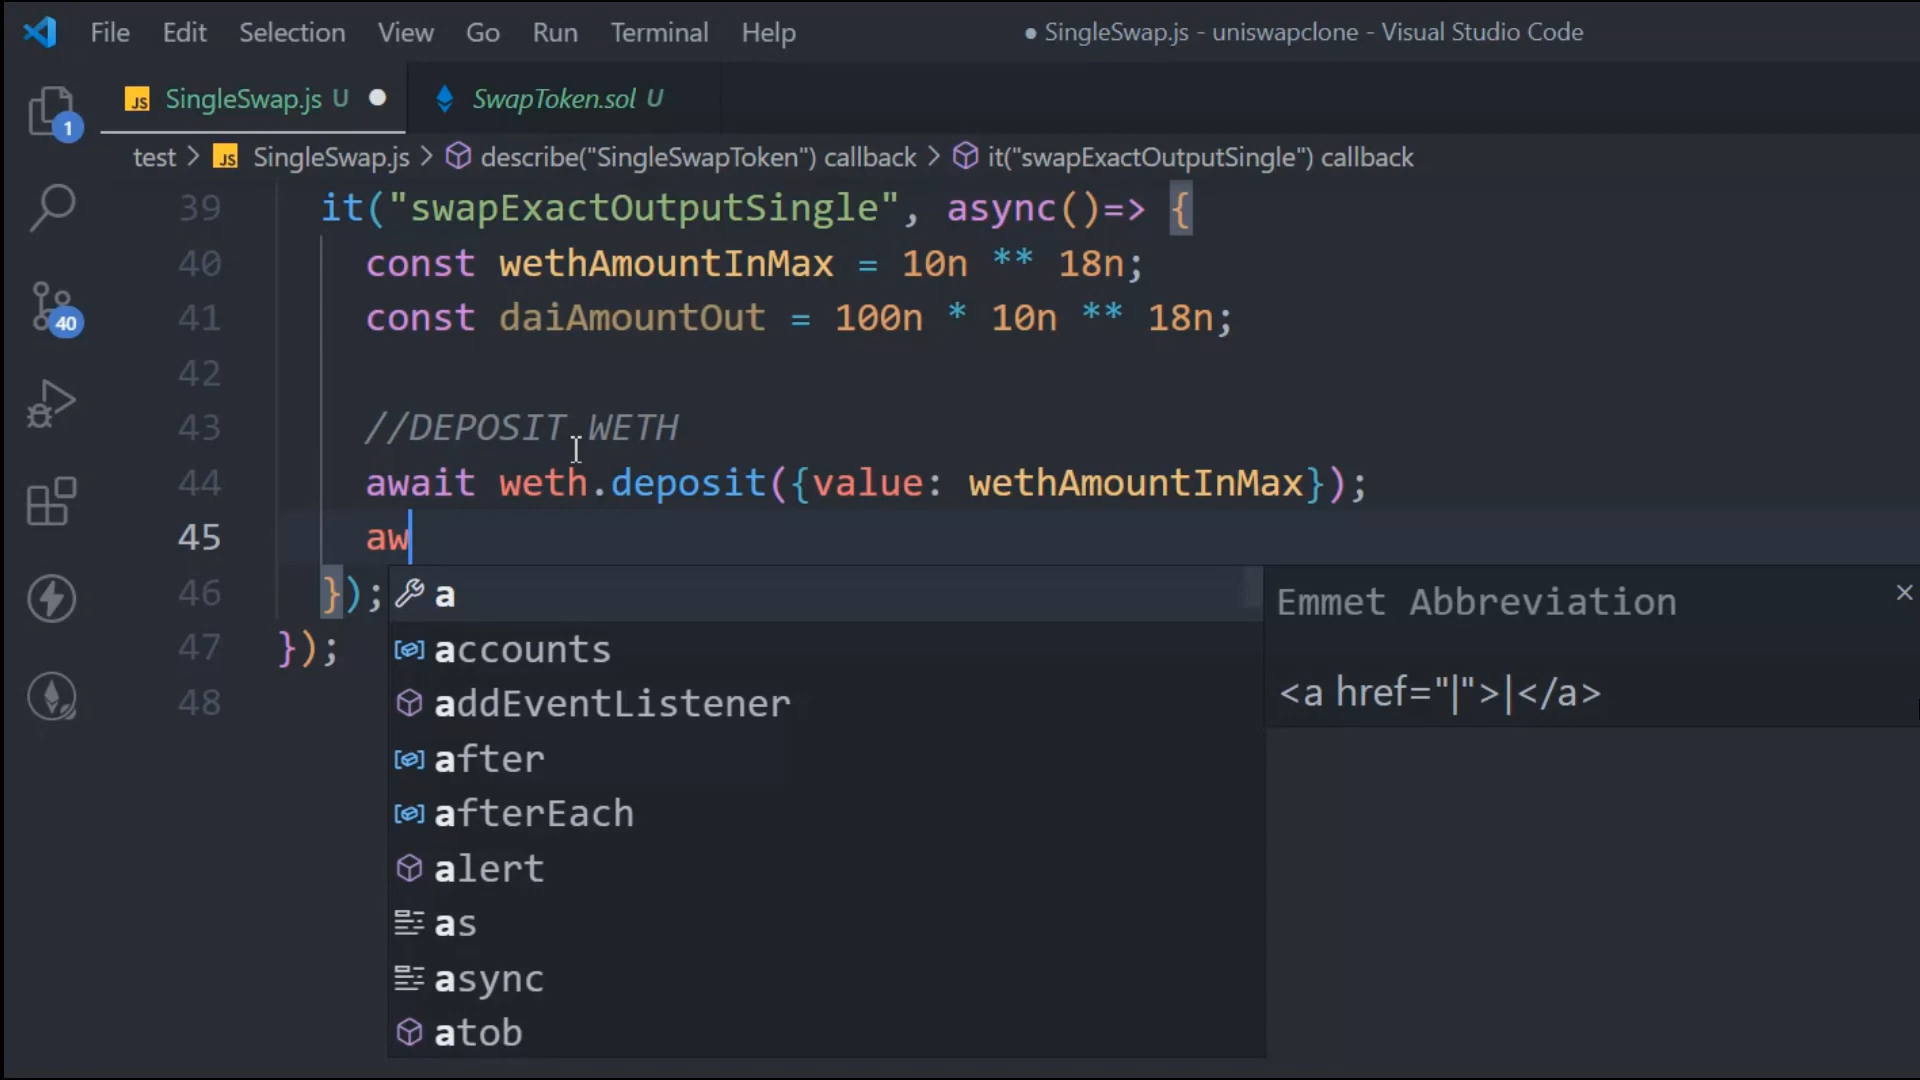 File Edit Selection View Go Run Terminal Help ● SingleSwap.js - uniswapclone - Visual Studio Code
JS SingleSwap.js U ● SwapToken.sol U
1
test > JS SingleSwap.js > describe("SingleSwapToken") callback > it("swapExactOutputSingle") callback
39 it("swapExactOutputSingle", async()=> {
40 const wethAmountInMax = 10n ** 18n;
40
41 const daiAmountOut = 100n * 10n ** 18n;
42
43 //DEPOSIT WETH
44 await weth.deposit({value: wethAmountInMax});
45 aw
46 });
47 });
48
a
accounts
addEventListener
after
afterEach
alert
as
async
atob
Emmet Abbreviation ×
<a href="|">|</a>